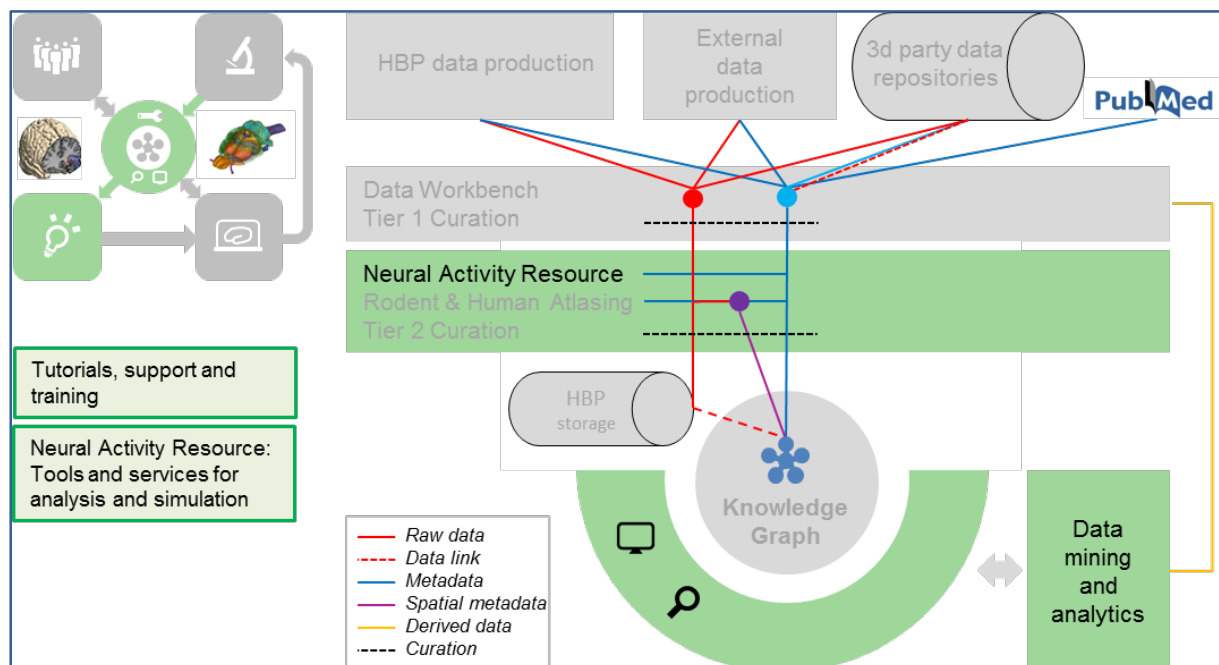 HBP data production
External
data
production
3d party data
repositories
PubMed
Data Workbench
Tier 1 Curation
Neural Activity Resource
Rodent & Human Atlasing
Tier 2 Curation
Tutorials, support and
training
Neural Activity Resource:
Tools and services for
analysis and simulation
HBP
storage
Knowledge
Graph
Data
mining
and
analytics
Raw data
Data link
Metadata
Spatial metadata
Derived data
Curation